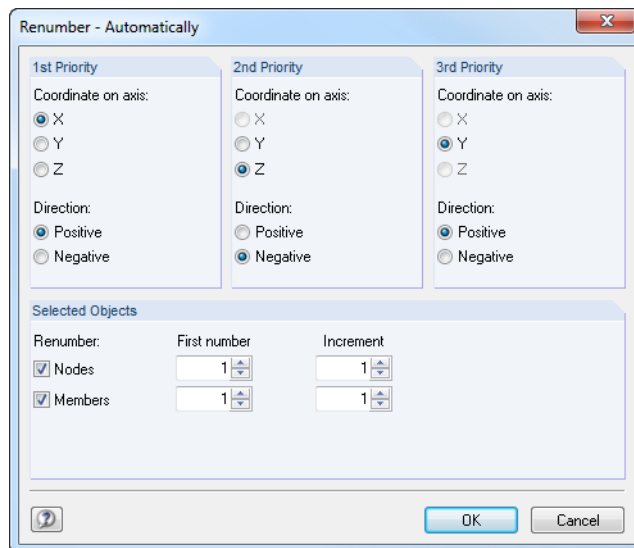 Renumber - Automatically
1st Priority
Coordinate on axis:
X
Y
Z
Direction:
Positive
Negative
2nd Priority
Coordinate on axis:
X
Y
Z
Direction:
Positive
Negative
3rd Priority
Coordinate on axis:
X
Y
Z
Direction:
Positive
Negative
Selected Objects
Renumber: First number Increment
Nodes 1 1
Members 1 1
OK Cancel